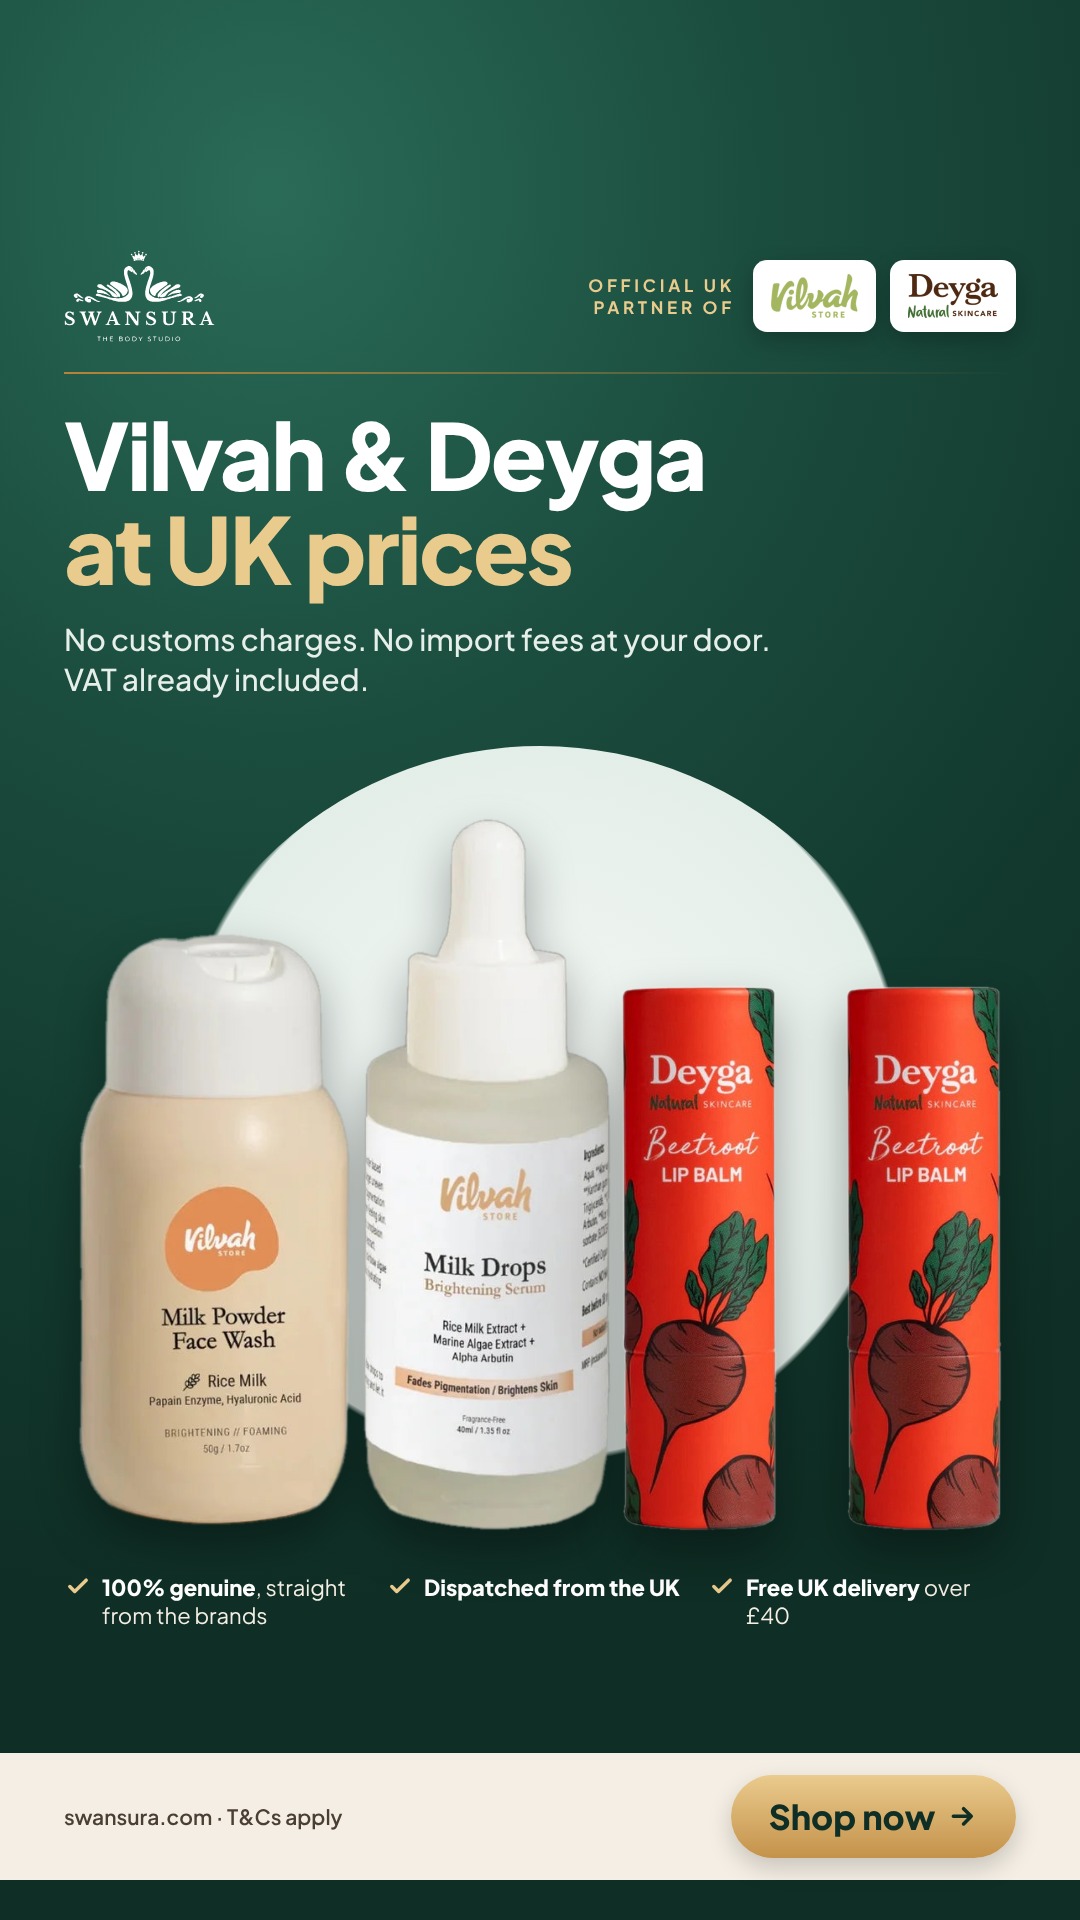 SWANSURA
THE BODY STUDIO
OFFICIAL UK
PARTNER OF
Vilvah
STORE
Deyga
Natural SKINCARE
Vilvah & Deyga
at UK prices
No customs charges. No import fees at your door.
VAT already included.
Vilvah
STORE
Milk Powder
Face Wash
Rice Milk
Papain Enzyme, Hyaluronic Acid
BRIGHTENING // FOAMING
50g / 1.7oz
Vilvah
STORE
Milk Drops
Brightening Serum
Rice Milk Extract +
Marine Algae Extract +
Alpha Arbutin
Fades Pigmentation / Brightens Skin
Fragrance-Free
40ml / 1.35 fl oz
Ingredients:
Deyga
Natural SKINCARE
Beetroot
LIP BALM
Deyga
Natural SKINCARE
Beetroot
LIP BALM
100% genuine, straight
from the brands
Dispatched from the UK
Free UK delivery over
£40
swansura.com · T&Cs apply
Shop now →